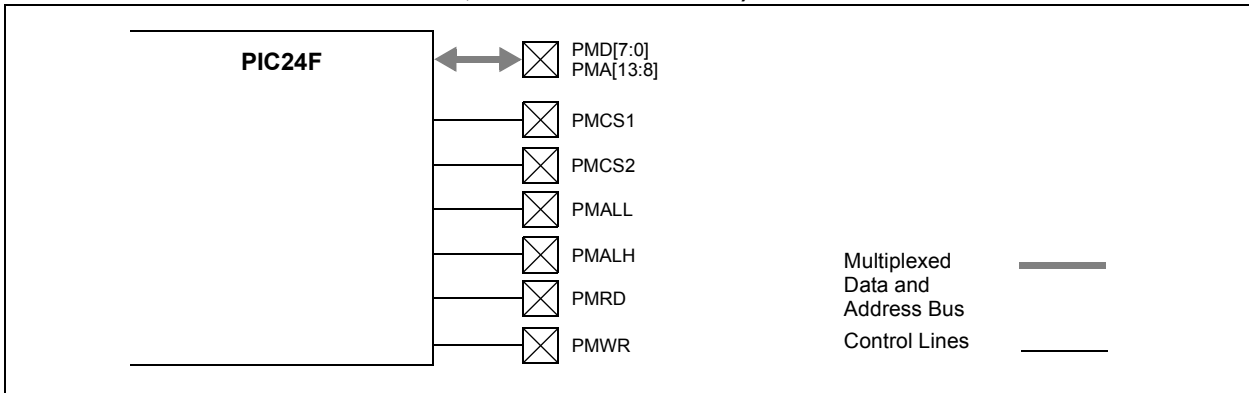 PIC24F
PMD[7:0]
PMA[13:8]
PMCS1
PMCS2
PMALL
PMALH
PMRD
PMWR
Multiplexed
Data and
Address Bus
Control Lines